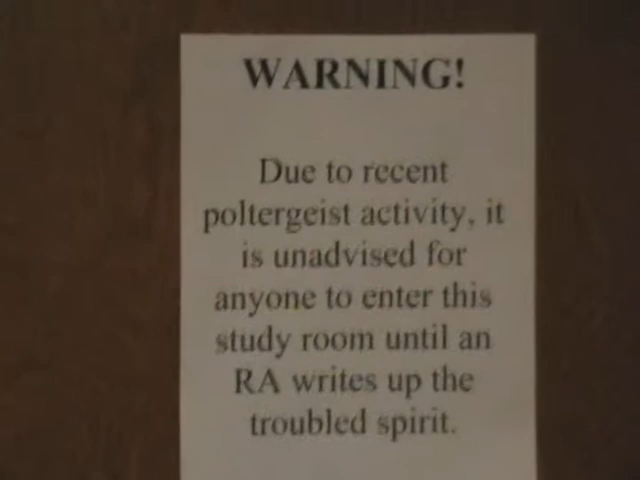 WARNING!
Due to recent
poltergeist activity, it
is unadvised for
anyone to enter this
study room until an
RA writes up the
troubled spirit.